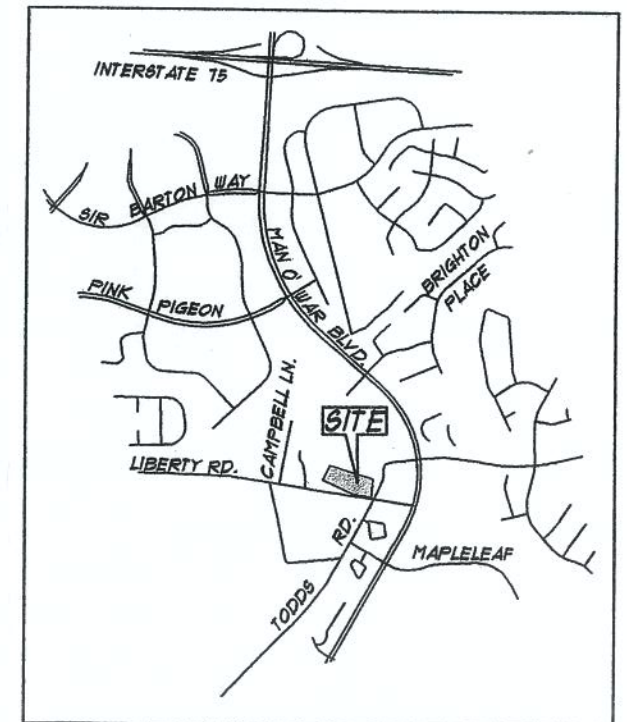 INTERSTATE 75
SIR BARTON WAY
MAN O' WAR BLVD.
BRIGHTON
PLACE
PINK PIGEON
CAMPBELL LN.
SITE
LIBERTY RD.
TODDS RD.
MAPLELEAF